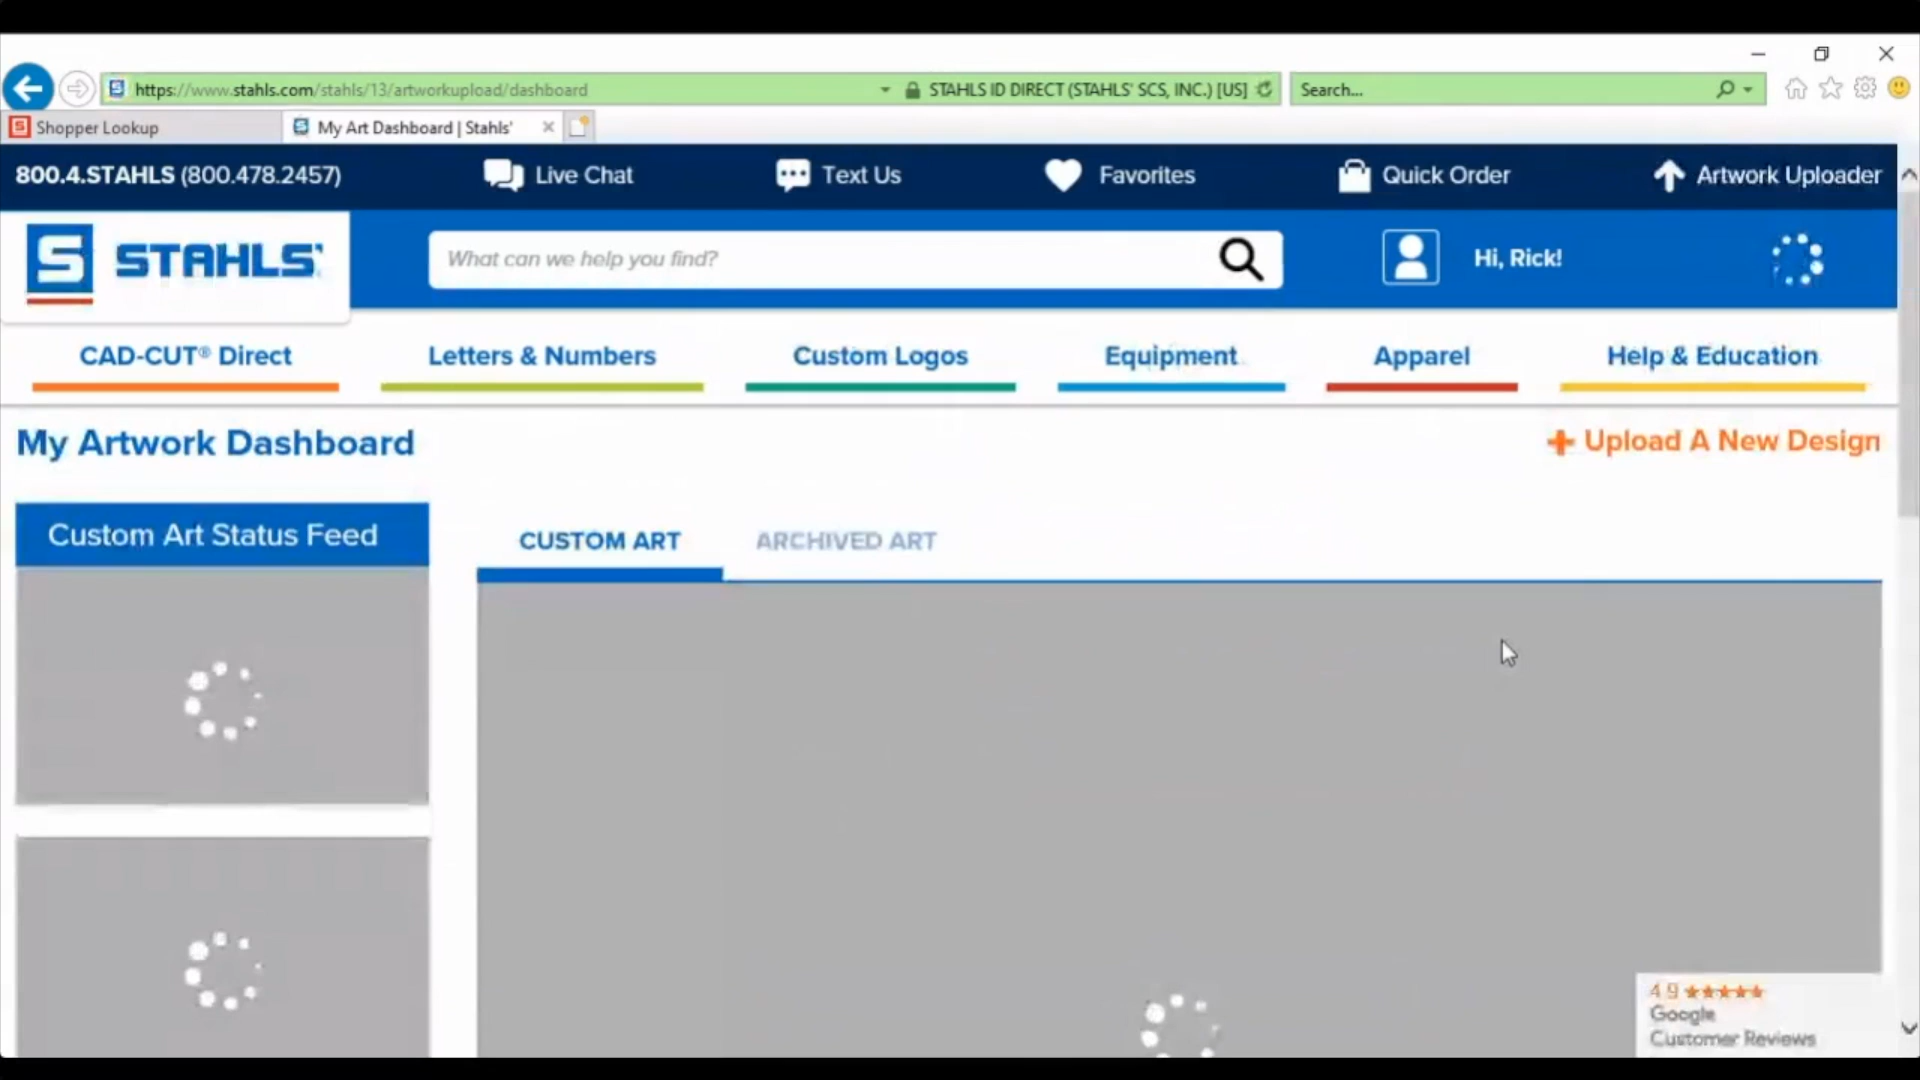 https://www.stahls.com/stahls/13/artworkupload/dashboard
STAHLS ID DIRECT (STAHLS' SCS, INC.) [US]
Search...
Shopper Lookup
My Art Dashboard | Stahls'
800.4.STAHLS (800.478.2457)
Live Chat
Text Us
Favorites
Quick Order
Artwork Uploader
S STAHLS'
What can we help you find?
Hi, Rick!
CAD-CUT® Direct
Letters & Numbers
Custom Logos
Equipment
Apparel
Help & Education
My Artwork Dashboard
+ Upload A New Design
Custom Art Status Feed
CUSTOM ART
ARCHIVED ART
4.9 ★★★★★
Google
Customer Reviews